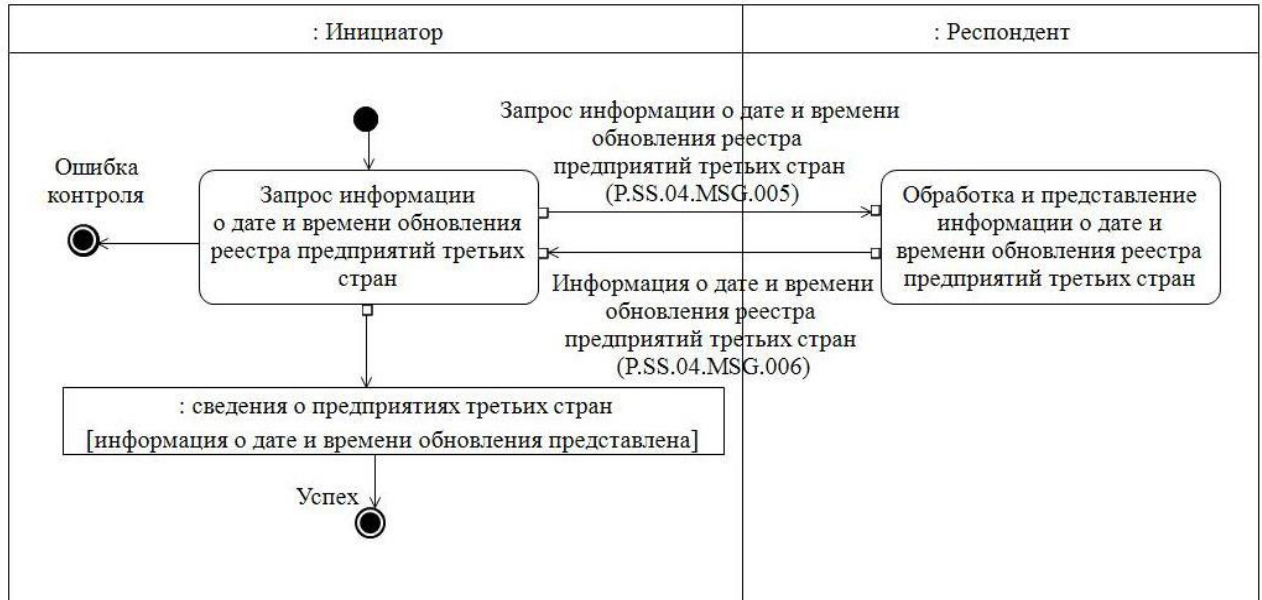 : Инициатор
: Респондент
Запрос информации о дате и времени
обновления реестра
предприятий третьих стран
(P.SS.04.MSG.005)
Ошибка
контроля
Запрос информации
о дате и времени обновления
реестра предприятий третьих
стран
Обработка и представление
информации о дате и
времени обновления реестра
предприятий третьих стран
Информация о дате и времени
обновления реестра
предприятий третьих стран
(P.SS.04.MSG.006)
: сведения о предприятиях третьих стран
[информация о дате и времени обновления представлена]
Успех